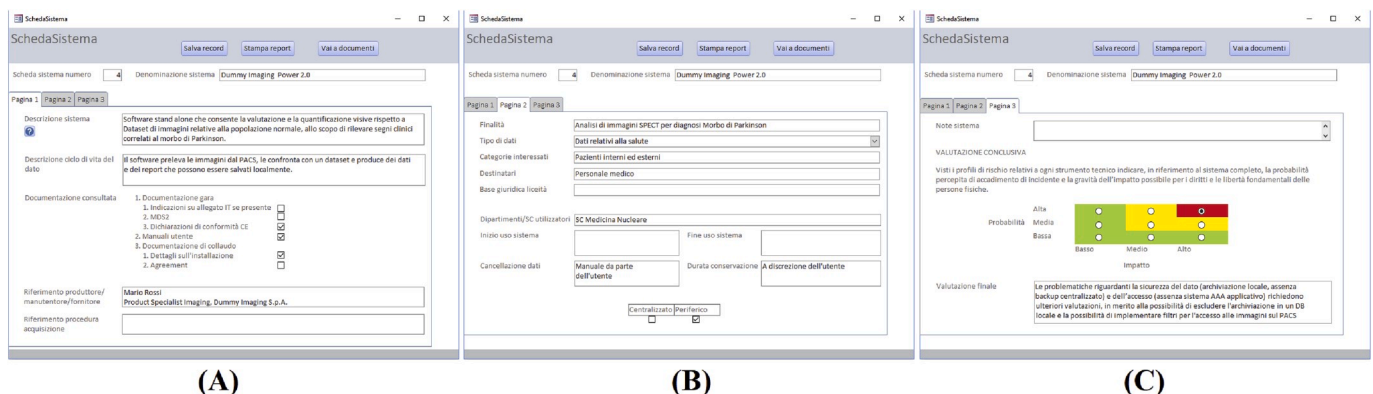 SchedaSistema
SchedaSistema
Salva record Stampa report Vai a documenti
Scheda sistema numero 4 Denominazione sistema Dummy Imaging Power 2.0
Pagina 1 Pagina 2 Pagina 3
Descrizione sistema
Software stand alone che consente la valutazione e la quantificazione visive rispetto a
Dataset di immagini relative alla popolazione normale, allo scopo di rilevare segni clinici
correlati al morbo di Parkinson.
Descrizione ciclo di vita del
dato
Il software preleva le immagini dal PACS, le confronta con un dataset e produce dei dati
e dei report che possono essere salvati localmente.
Documentazione consultata
1. Documentazione gara
1. Indicazioni su allegato IT se presente
2. MDS2
3. Dichiarazioni di conformità CE
2. Manuali utente
3. Documentazione di collaudo
1. Dettagli sull'installazione
2. Agreement
Riferimento produttore/
manutentore/fornitore
Mario Rossi
Product Specialist Imaging, Dummy Imaging S.p.A.
Riferimento procedura
acquisizione
(A)
SchedaSistema
SchedaSistema
Salva record Stampa report Vai a documenti
Scheda sistema numero 4 Denominazione sistema Dummy Imaging Power 2.0
Pagina 1 Pagina 2 Pagina 3
Finalità Analisi di immagini SPECT per diagnosi Morbo di Parkinson
Tipo di dati Dati relativi alla salute
Categorie interessati Pazienti interni ed esterni
Destinatari Personale medico
Base giuridica liceità
Dipartimenti/SC utilizzatori SC Medicina Nucleare
Inizio uso sistema Fine uso sistema
Cancellazione dati Manuale da parte
dell'utente
Durata conservazione A discrezione dell'utente
Centralizzato Periferico
(B)
SchedaSistema
SchedaSistema
Salva record Stampa report Vai a documenti
Scheda sistema numero 4 Denominazione sistema Dummy Imaging Power 2.0
Pagina 1 Pagina 2 Pagina 3
Note sistema
VALUTAZIONE CONCLUSIVA
Visti i profili di rischio relativi a ogni strumento tecnico indicare, in riferimento al sistema completo, la probabilità
percepita di accadimento di incidente e la gravità dell'impatto possibile per i diritti e le libertà fondamentali delle
persone fisiche.
Alta
Probabilità Media
Bassa
Basso Medio Alto
Impatto
Valutazione finale
Le problematiche riguardanti la sicurezza del dato (archiviazione locale, assenza
backup centralizzato) e dell'accesso (assenza sistema AAA applicativo) richiedono
ulteriori valutazioni, in merito alla possibilità di escludere l'archiviazione in un DB
locale e la possibilità di implementare filtri per l'accesso alle immagini sul PACS
(C)